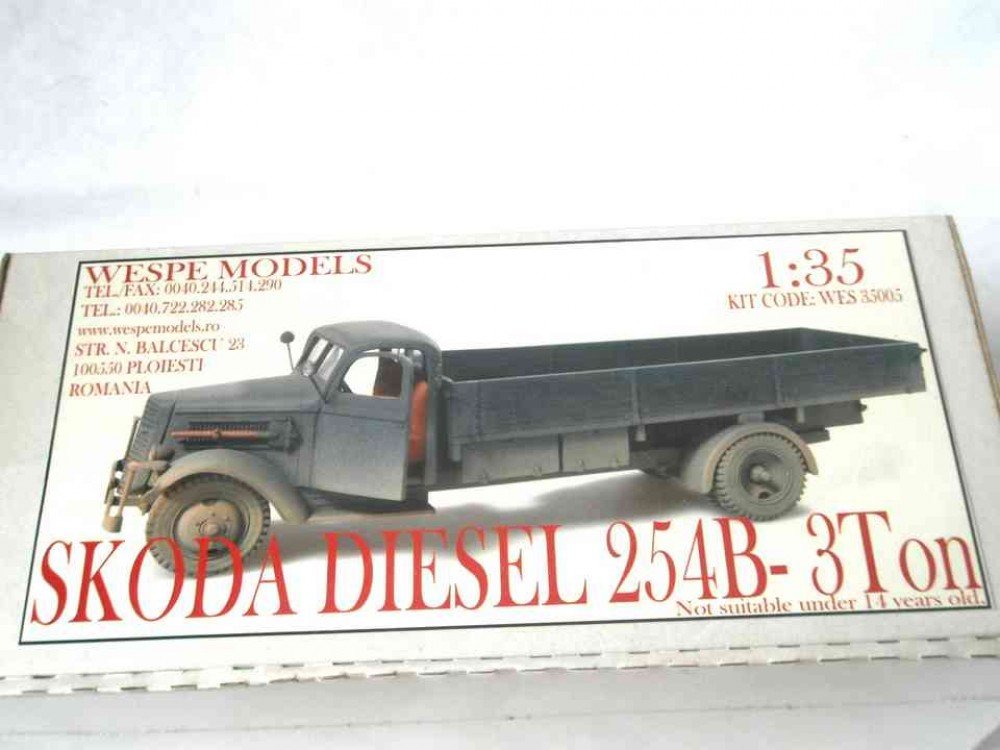 WESPE MODELS
TEL/FAX: 0040.244.514.290
TEL.: 0040.722.282.285
www.wespemodels.ro
STR. N. BALCESCU 23
100550 PLOIESTI
ROMANIA
1:35
KIT CODE: WES 35005
SKODA DIESEL 254B- 3Ton
Not suitable under 14 years old.